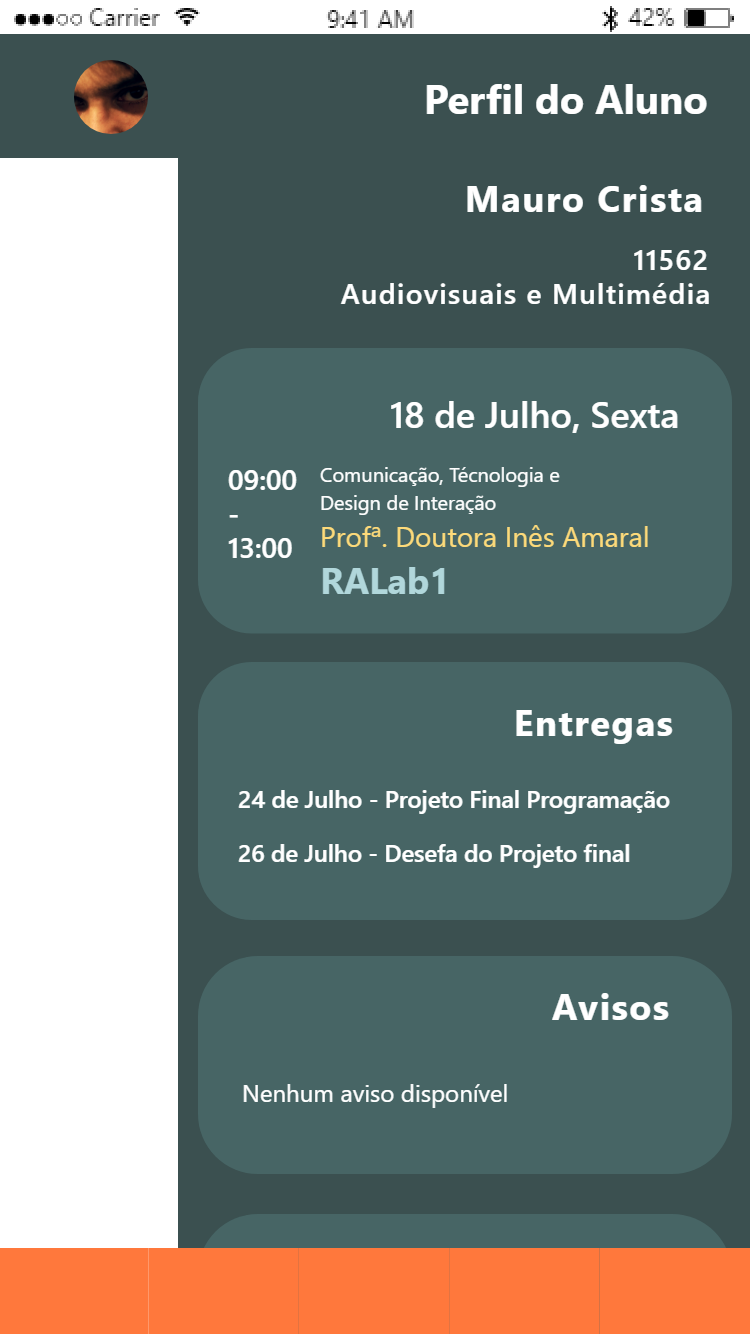 Carrier 9:41 AM 42%
Perfil do Aluno
Mauro Crista
11562
Audiovisuais e Multimédia
18 de Julho, Sexta
09:00
-
13:00
Comunicação, Técnologia e
Design de Interação
Profª. Doutora Inês Amaral
RALab1
Entregas
24 de Julho - Projeto Final Programação
26 de Julho - Desefa do Projeto final
Avisos
Nenhum aviso disponível